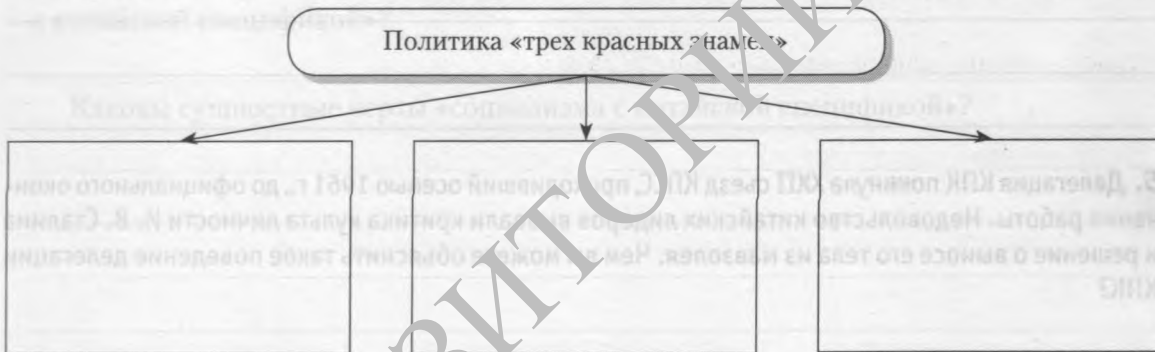 Политика «трех красных знамен»
Каковы сущностные черты «социализма с китайской спецификой»?
5. Делегация КПК покинула XXII съезд КПСС, проходивший осенью 1961 г., до официального окон-
чания работы. Недовольство китайских лидеров вызвали критика культа личности И. В. Сталина
и решение о выносе его тела из мавзолея. Чем вы можете объяснить такое поведение делегации
КПК?